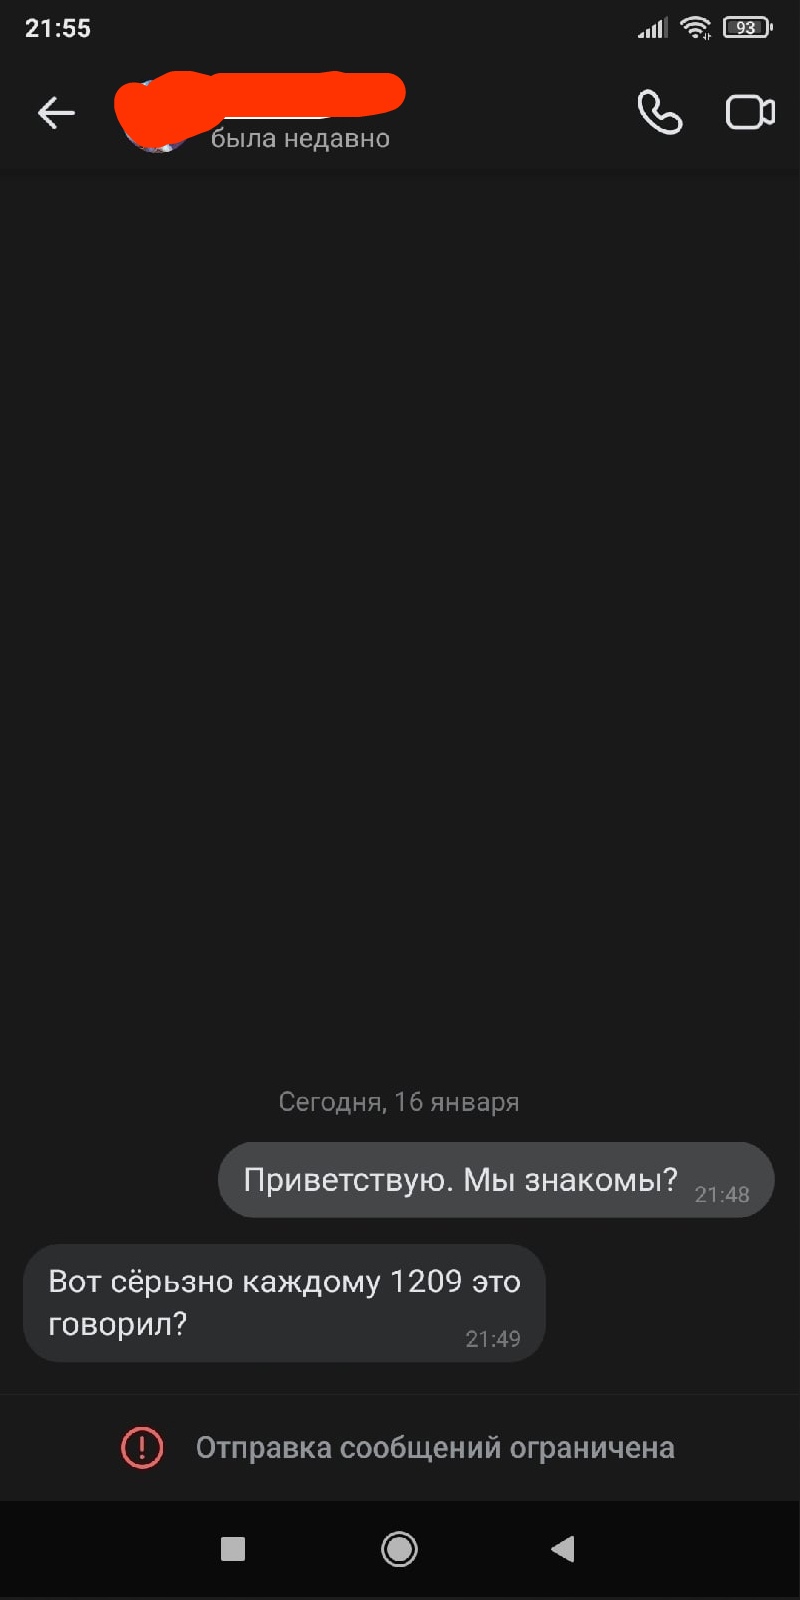 21:55
93
была недавно
Сегодня, 16 января
Приветствую. Мы знакомы? 21:48
Вот сёрьзно каждому 1209 это
говорил?
21:49
Отправка сообщений ограничена